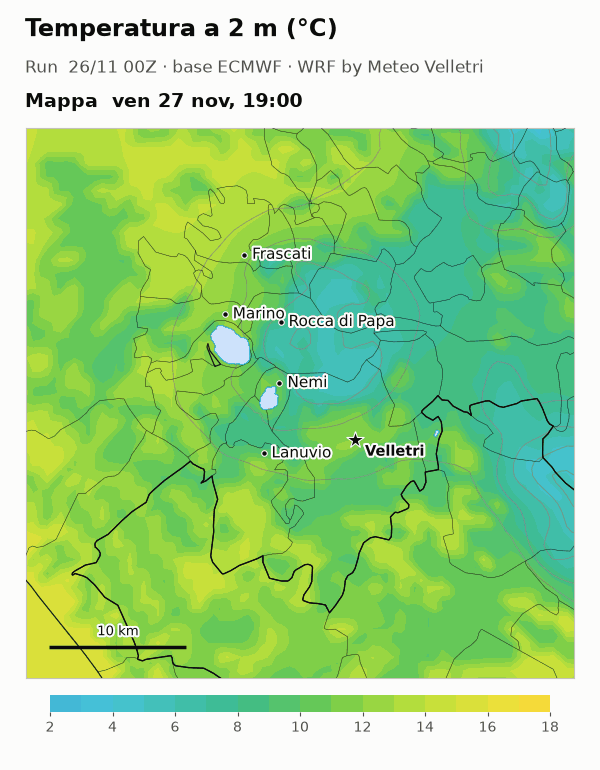 Temperatura a 2 m (°C)
Run  26/11 00Z · base ECMWF · WRF by Meteo Velletri
Mappa  ven 27 nov, 19:00
Frascati
Marino
Rocca di Papa
Nemi
Velletri
Lanuvio
10 km
2 4 6 8 10 12 14 16 18